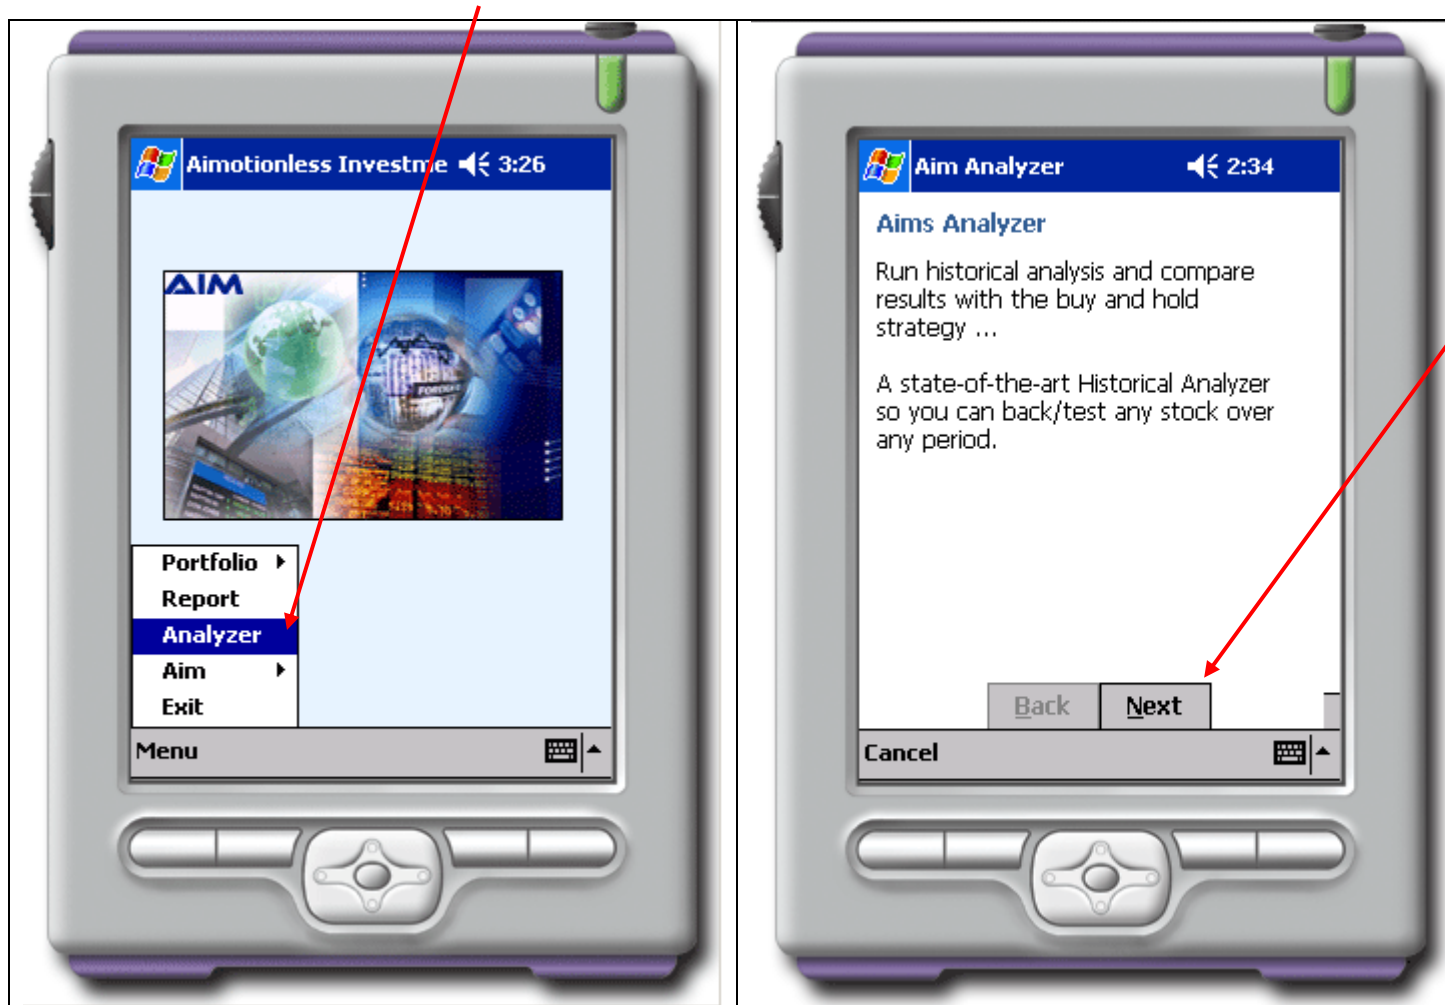 Aimotionless Investme 3:26
AIM
Portfolio
Report
Analyzer
Aim
Exit
Menu
Aim Analyzer 2:34
Aims Analyzer
Run historical analysis and compare
results with the buy and hold
strategy ...
A state-of-the-art Historical Analyzer
so you can back/test any stock over
any period.
Back Next
Cancel